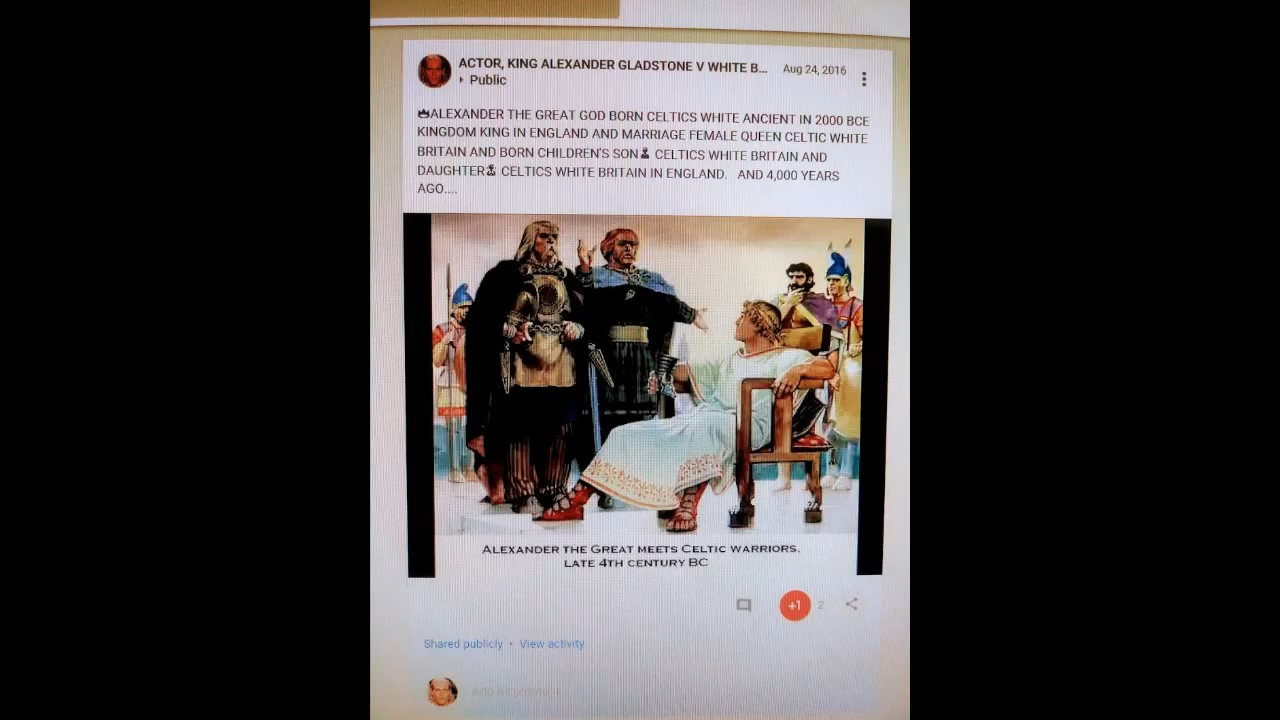 ACTOR, KING ALEXANDER GLADSTONE V WHITE B... Aug 24, 2016
Public
ALEXANDER THE GREAT GOD BORN CELTICS WHITE ANCIENT IN 2000 BCE
KINGDOM KING IN ENGLAND AND MARRIAGE FEMALE QUEEN CELTIC WHITE
BRITAIN AND BORN CHILDREN'S SON CELTICS WHITE BRITAIN AND
DAUGHTER CELTICS WHITE BRITAIN IN ENGLAND. AND 4,000 YEARS
AGO....
ALEXANDER THE GREAT MEETS CELTIC WARRIORS,
LATE 4TH CENTURY BC
+1 2
Shared publicly • View activity
Add a comment...